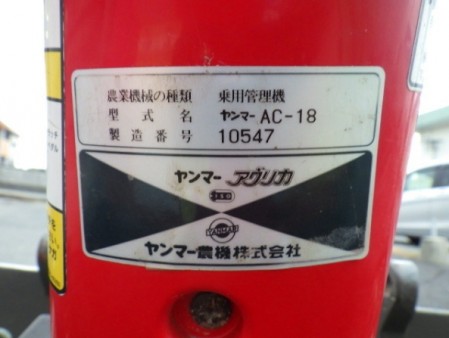 農業機械の種類 乗用管理機
型式名 ヤンマー AC-18
製造番号 10547
ヤンマー アグリカ
YANMAR
ヤンマー農機株式会社